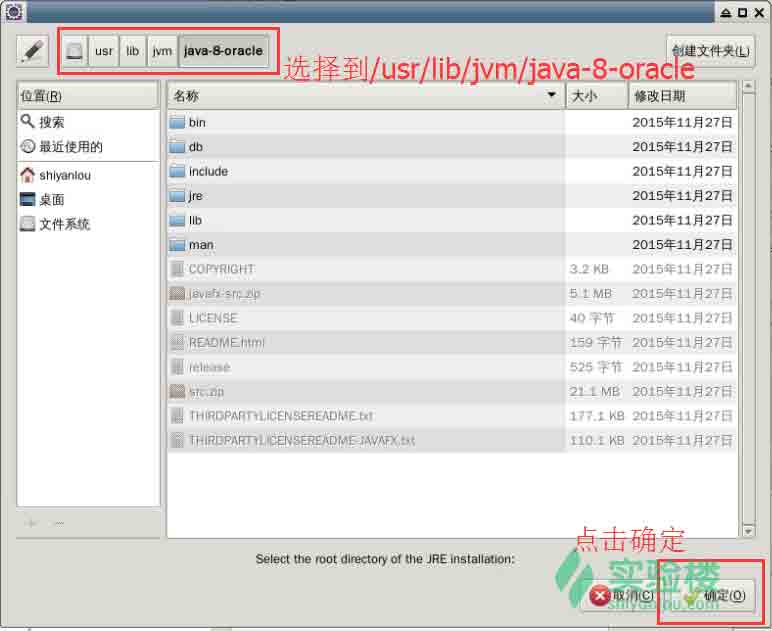 usr lib jvm java-8-oracle
创建文件夹(L)
选择到/usr/lib/jvm/java-8-oracle
位置(R)
搜索
最近使用的
shiyanlou
桌面
文件系统
名称 大小 修改日期
bin 2015年11月27日
db 2015年11月27日
include 2015年11月27日
jre 2015年11月27日
lib 2015年11月27日
man 2015年11月27日
COPYRIGHT 3.2 KB 2015年11月27日
javafx-src.zip 5.1 MB 2015年11月27日
LICENSE 40 字节 2015年11月27日
README.html 159 字节 2015年11月27日
release 525 字节 2015年11月27日
src.zip 21.1 MB 2015年11月27日
THIRDPARTYLICENSEREADME.txt 177.1 KB 2015年11月27日
THIRDPARTYLICENSEREADME-JAVAFX.txt 110.1 KB 2015年11月27日
Select the root directory of the JRE installation:
点击确定
实验楼
shiyanlou.com
取消(C) 确定(O)